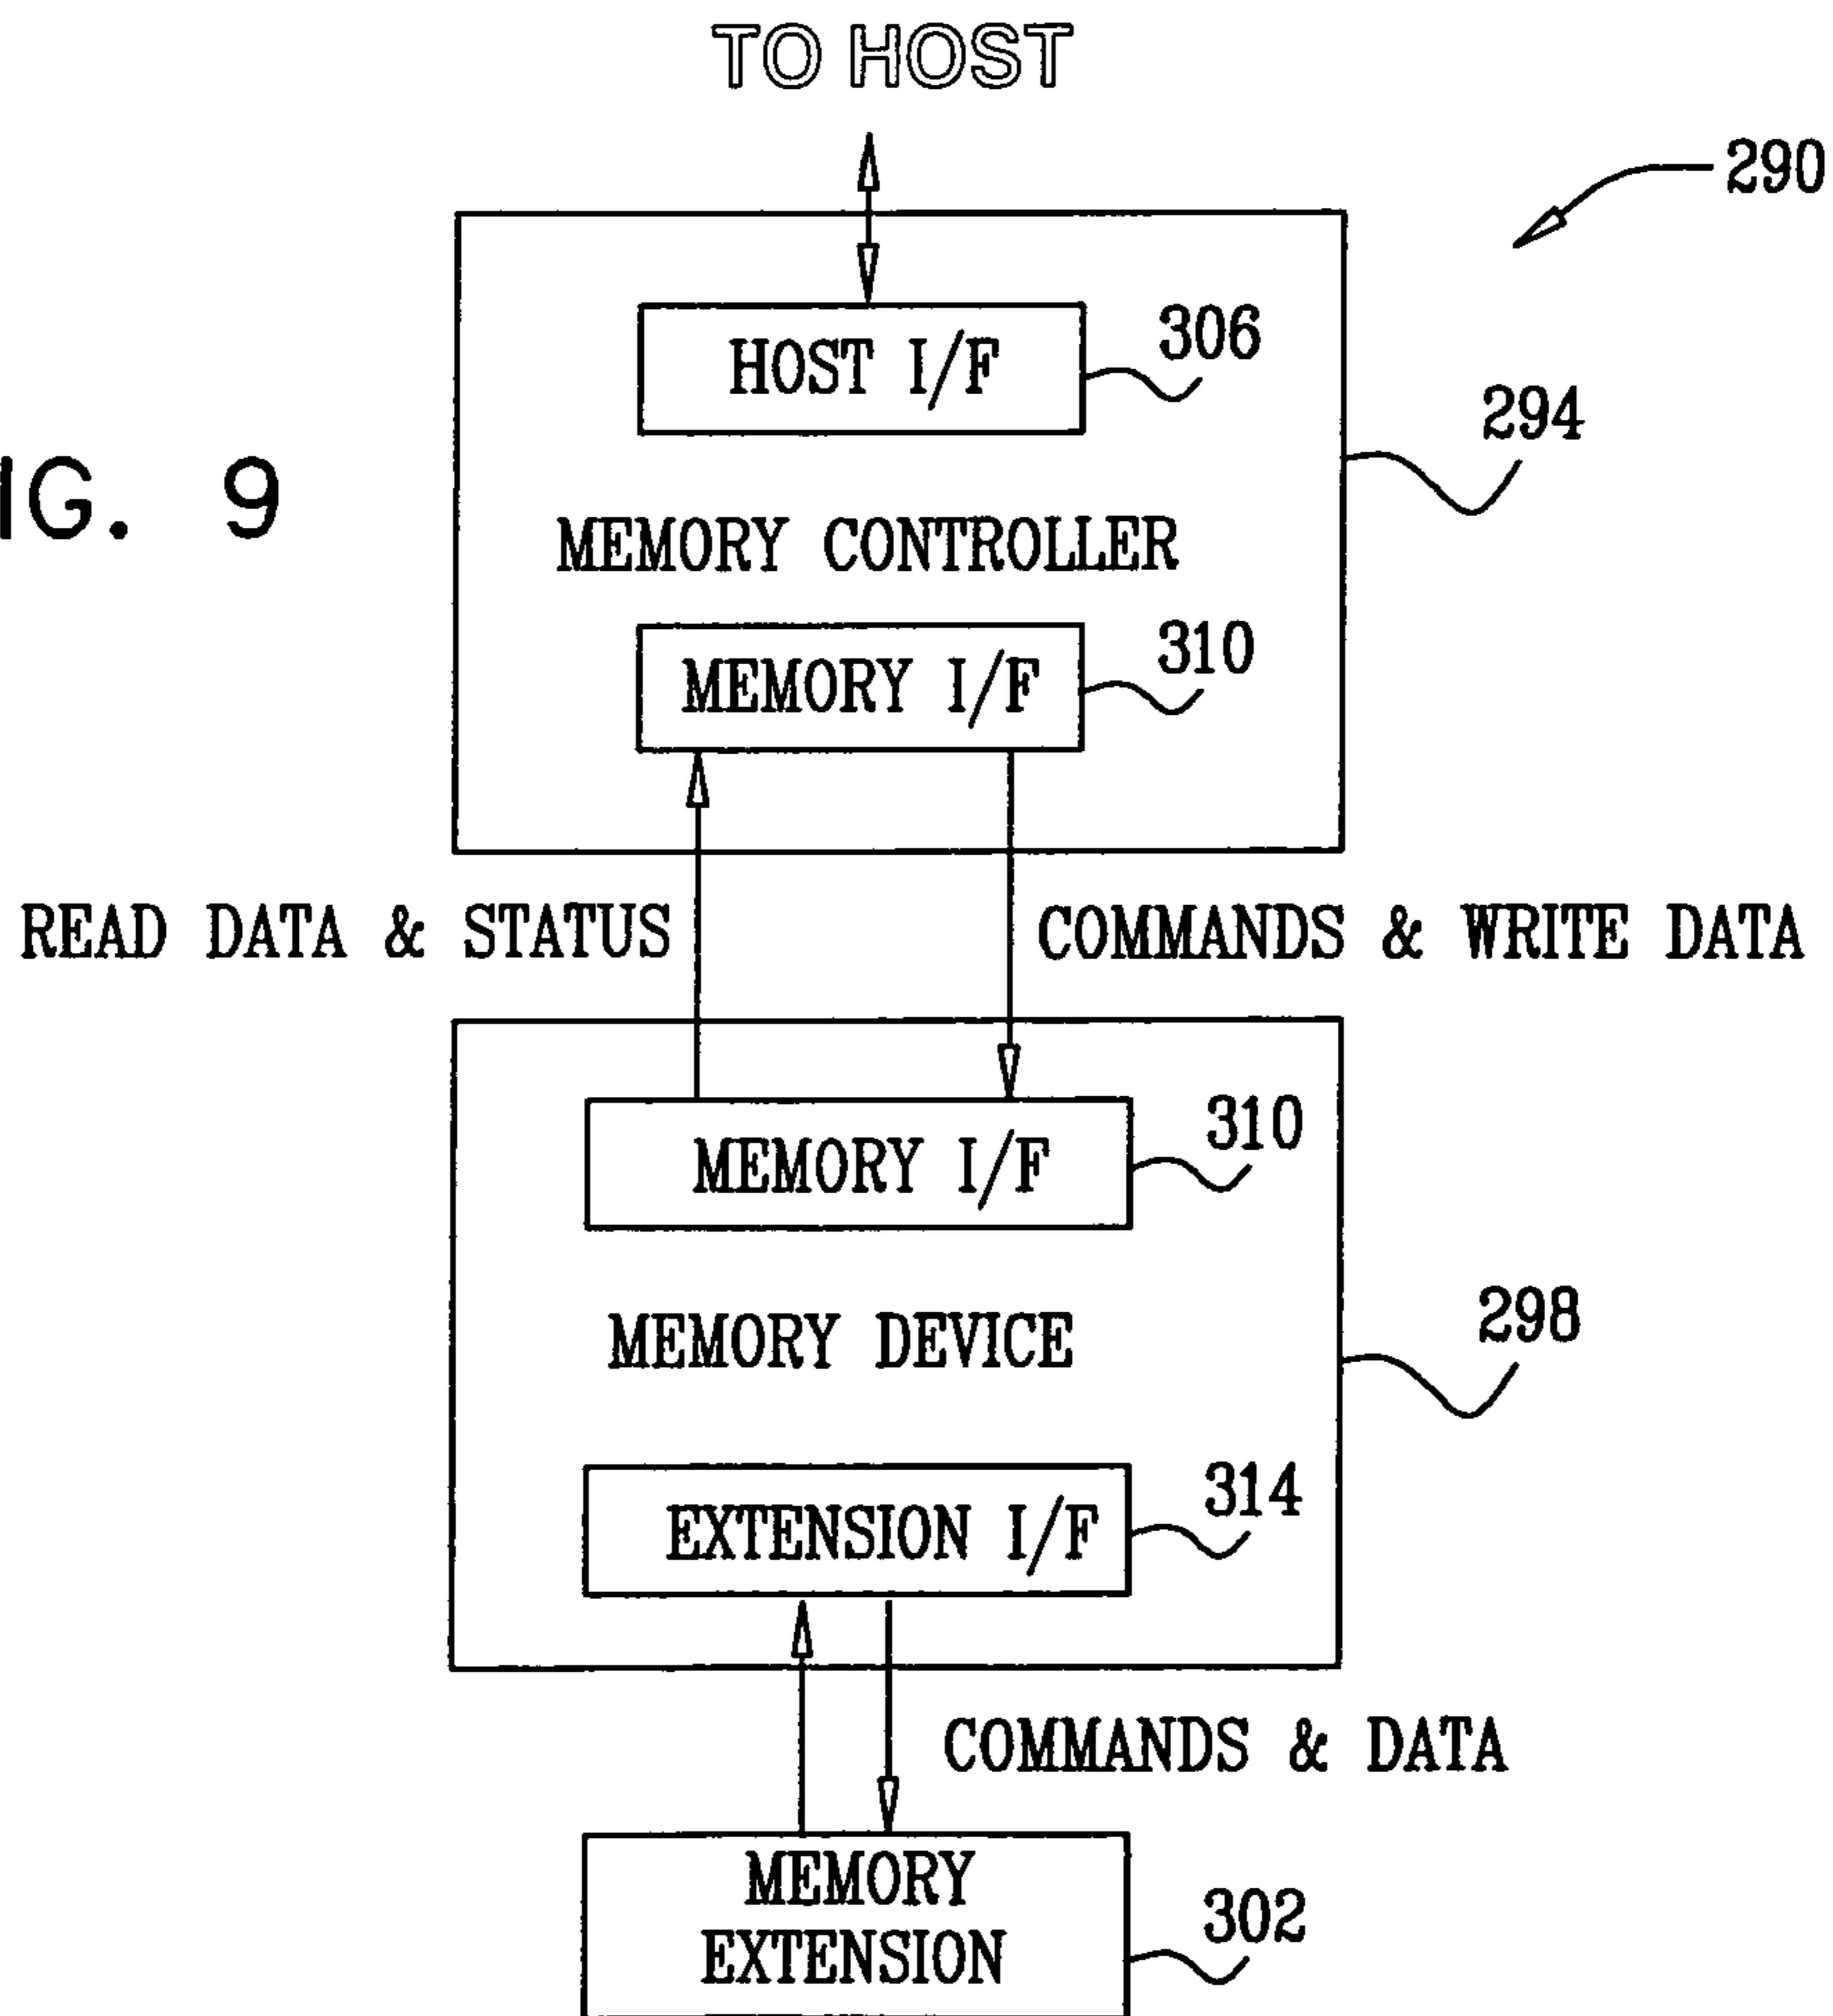 TO HOST
290
HOST I/F
306
294
IG. 9
MEMORY CONTROLLER
MEMORY I/F
310
READ DATA & STATUS
COMMANDS & WRITE DATA
MEMORY I/F
310
MEMORY DEVICE
298
EXTENSION I/F
314
COMMANDS & DATA
MEMORY
EXTENSION
302